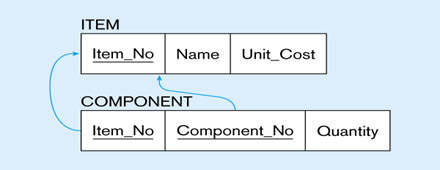 ITEM
Item_No Name Unit_Cost
COMPONENT
Item_No Component_No Quantity